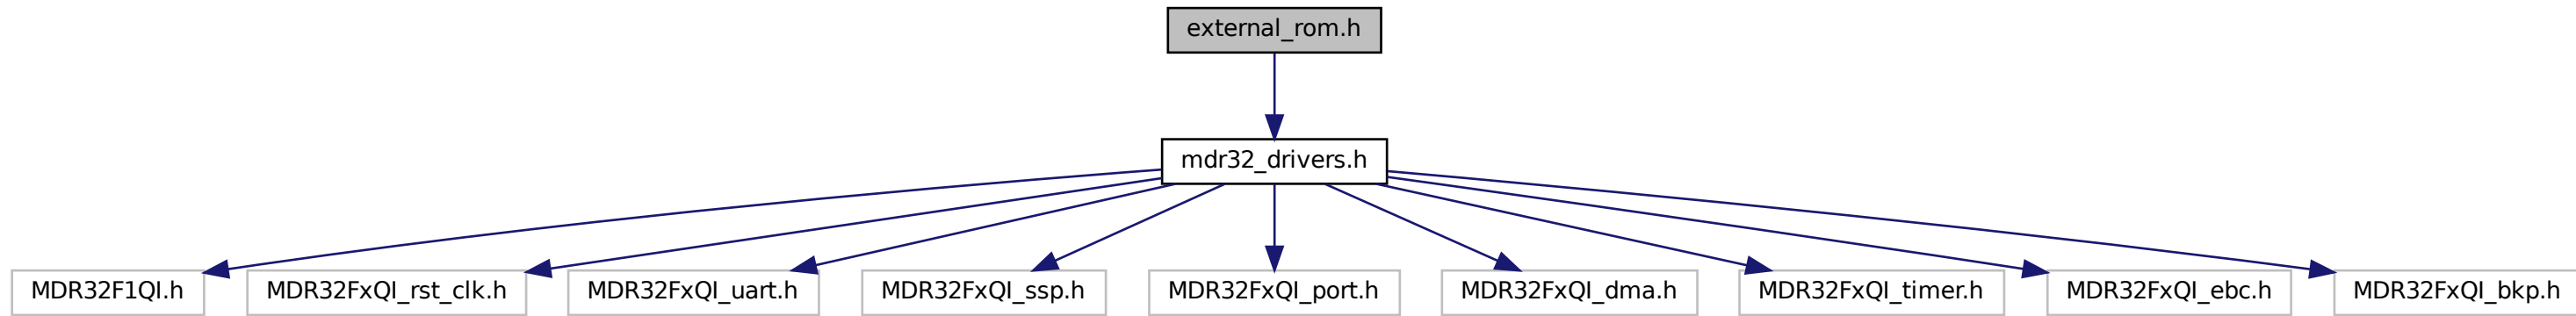 external_rom.h
mdr32_drivers.h
MDR32F1QI.h
MDR32FxQI_rst_clk.h
MDR32FxQI_uart.h
MDR32FxQI_ssp.h
MDR32FxQI_port.h
MDR32FxQI_dma.h
MDR32FxQI_timer.h
MDR32FxQI_ebc.h
MDR32FxQI_bkp.h